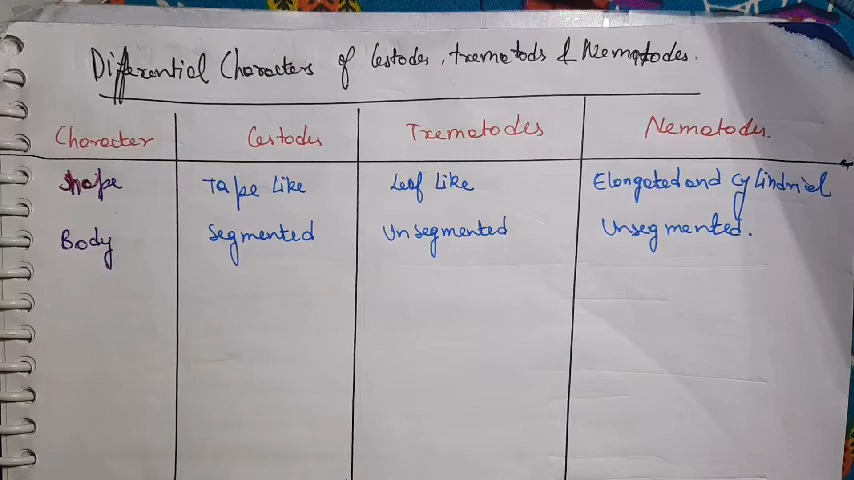 Differential Characters of Cestodes, trematods & Nematodes.
Character Cestodes Trematodes Nematodes.
Shape Tape Like Leaf Like Elongated and cylindrical
Body Segmented Unsegmented Unsegmented.